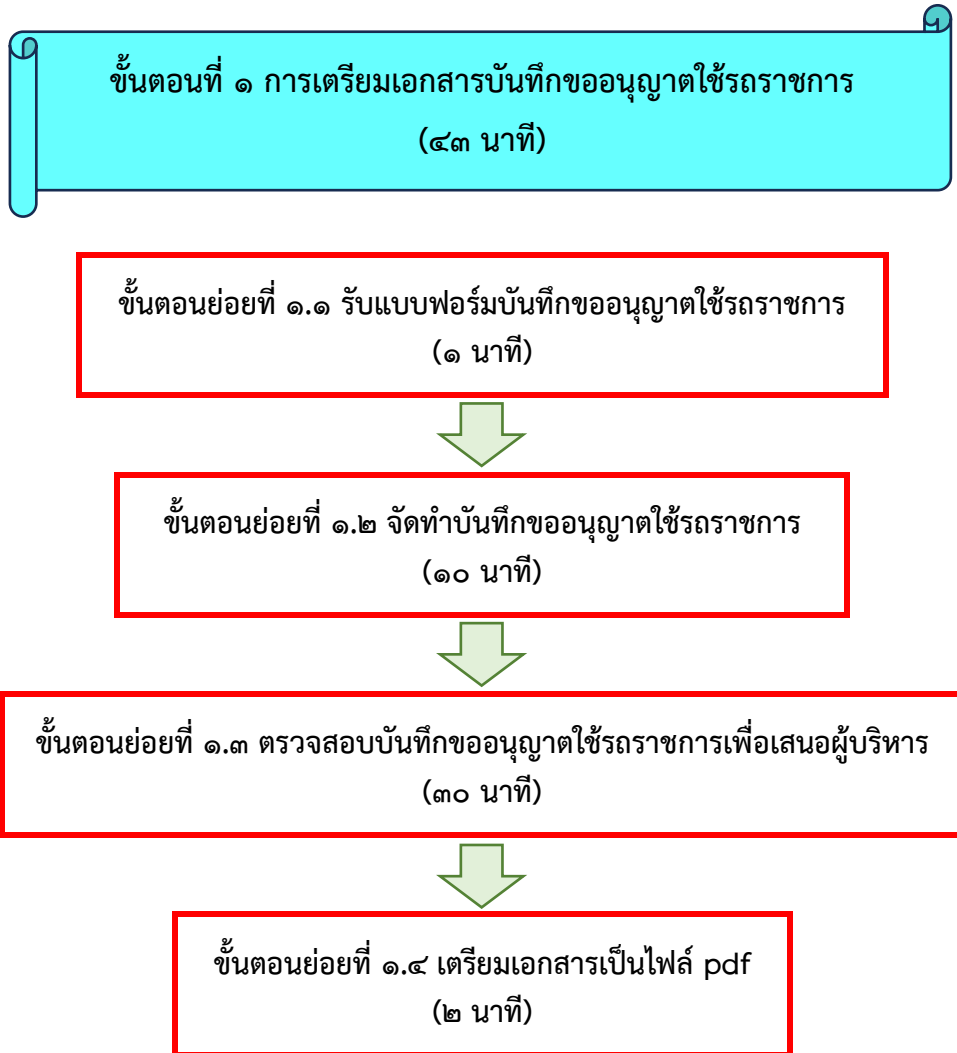 ขั้นตอนที่ ๑ การเตรียมเอกสารบันทึกขออนุญาตใช้รถราชการ
(๔๓ นาที)
ขั้นตอนย่อยที่ ๑.๑ รับแบบฟอร์มบันทึกขออนุญาตใช้รถราชการ
(๑ นาที)
ขั้นตอนย่อยที่ ๑.๒ จัดทำบันทึกขออนุญาตใช้รถราชการ
(๑๐ นาที)
ขั้นตอนย่อยที่ ๑.๓ ตรวจสอบบันทึกขออนุญาตใช้รถราชการเพื่อเสนอผู้บริหาร
(๓๐ นาที)
ขั้นตอนย่อยที่ ๑.๔ เตรียมเอกสารเป็นไฟล์ pdf
(๒ นาที)